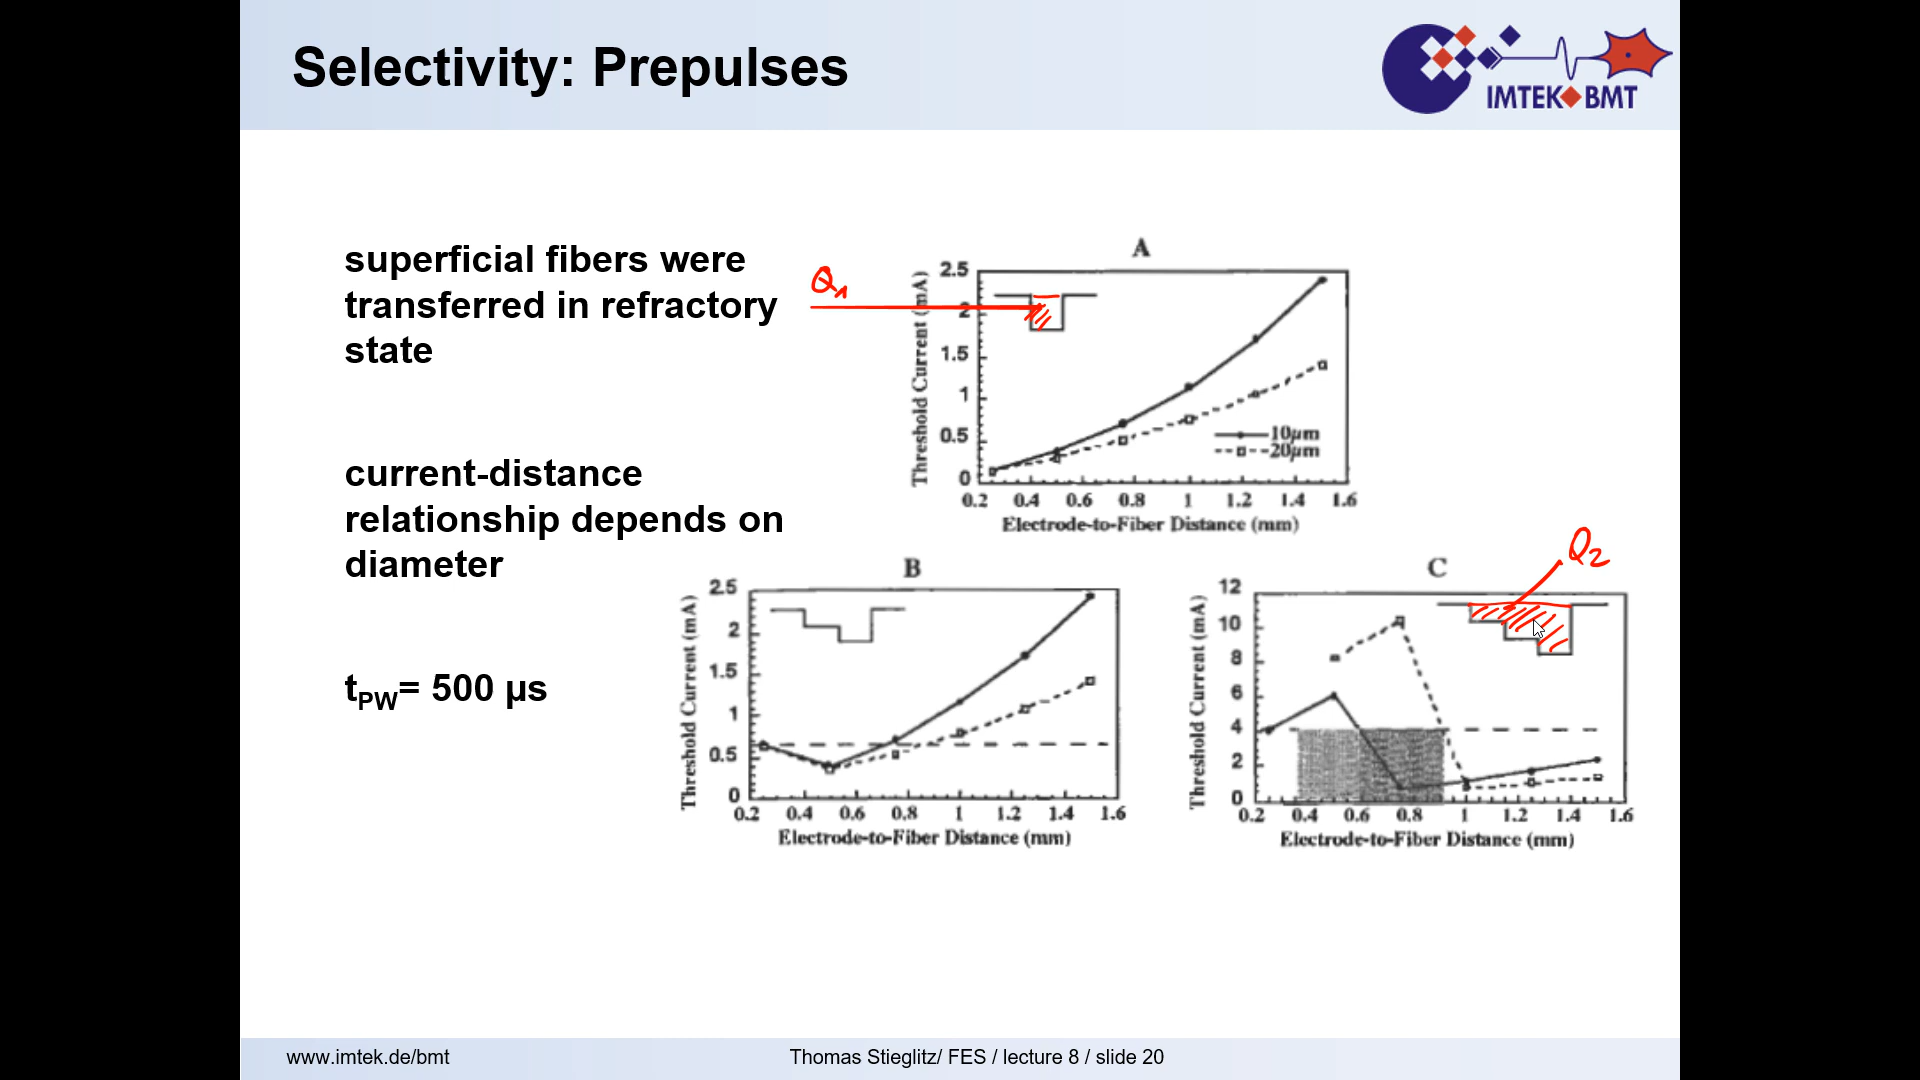 Selectivity: Prepulses
IMTEK BMT
superficial fibers were
transferred in refractory
state
current-distance
relationship depends on
diameter
tPW= 500 µs
Q1
A
Threshold Current (mA)
2.5
2
1.5
1
0.5
0
10µm
20µm
0.2 0.4 0.6 0.8 1 1.2 1.4 1.6
Electrode-to-Fiber Distance (mm)
B
Threshold Current (mA)
2.5
2
1.5
1
0.5
0
0.2 0.4 0.6 0.8 1 1.2 1.4 1.6
Electrode-to-Fiber Distance (mm)
Q2
C
Threshold Current (mA)
12
10
8
6
4
2
0
0.2 0.4 0.6 0.8 1 1.2 1.4 1.6
Electrode-to-Fiber Distance (mm)
www.imtek.de/bmt
Thomas Stieglitz/ FES / lecture 8 / slide 20